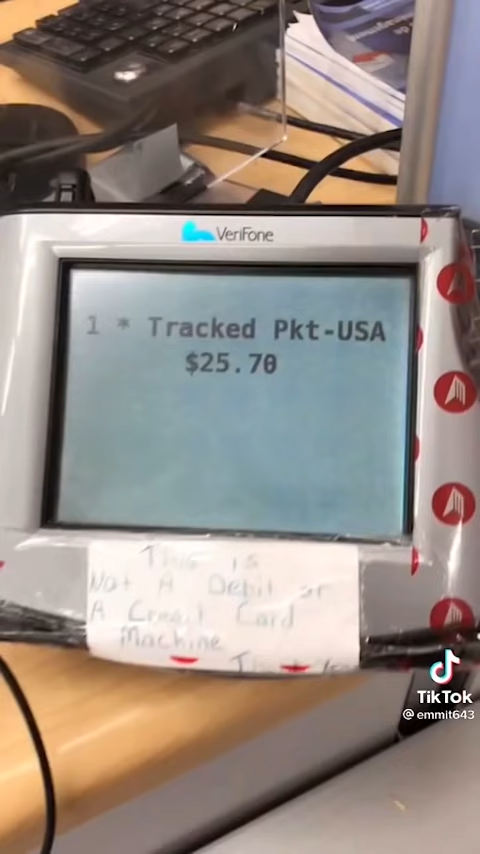 VeriFone
1 * Tracked Pkt-USA
$25.70
This is
Not A Debit or
A Credit Card
Machine
TikTok
@emmit643